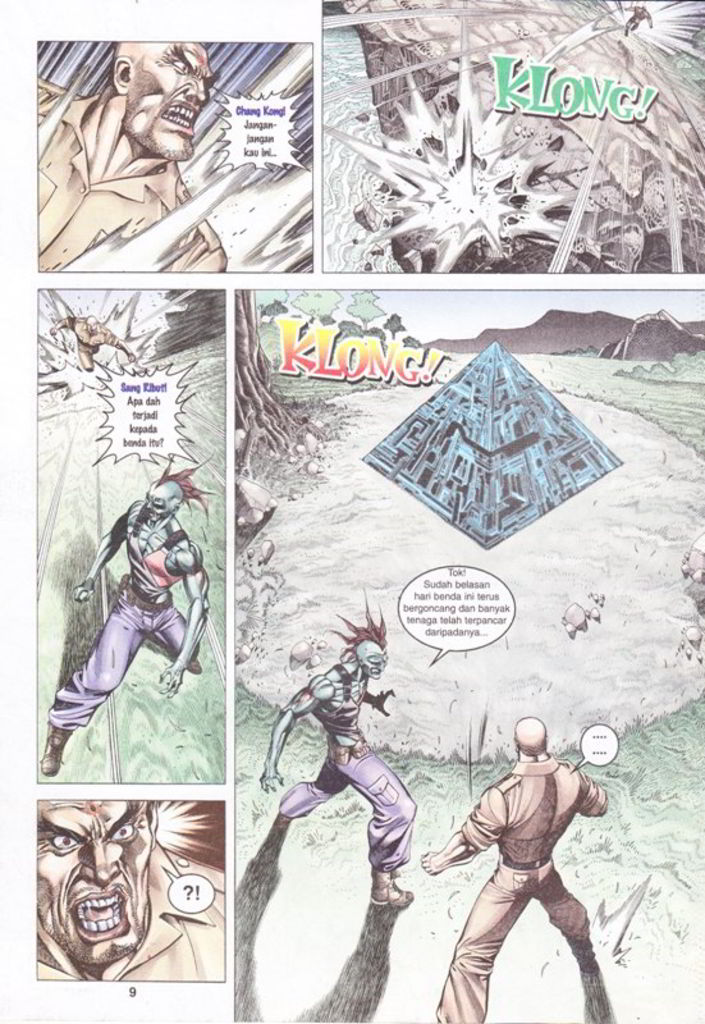 Chang Kong!
Jangan-
jangan
kau ini...
KLONG!
Sang Ribut!
Apa dah
terjadi
kepada
benda itu?
?!
KLONG!
Tok!
Sudah belasan
hari benda ini terus
bergoncang dan banyak
tenaga telah terpancar
daripadanya...
....
....
9